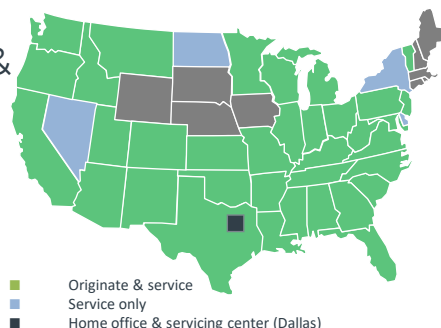 &
Originate & service
Service only
Home office & servicing center (Dallas)